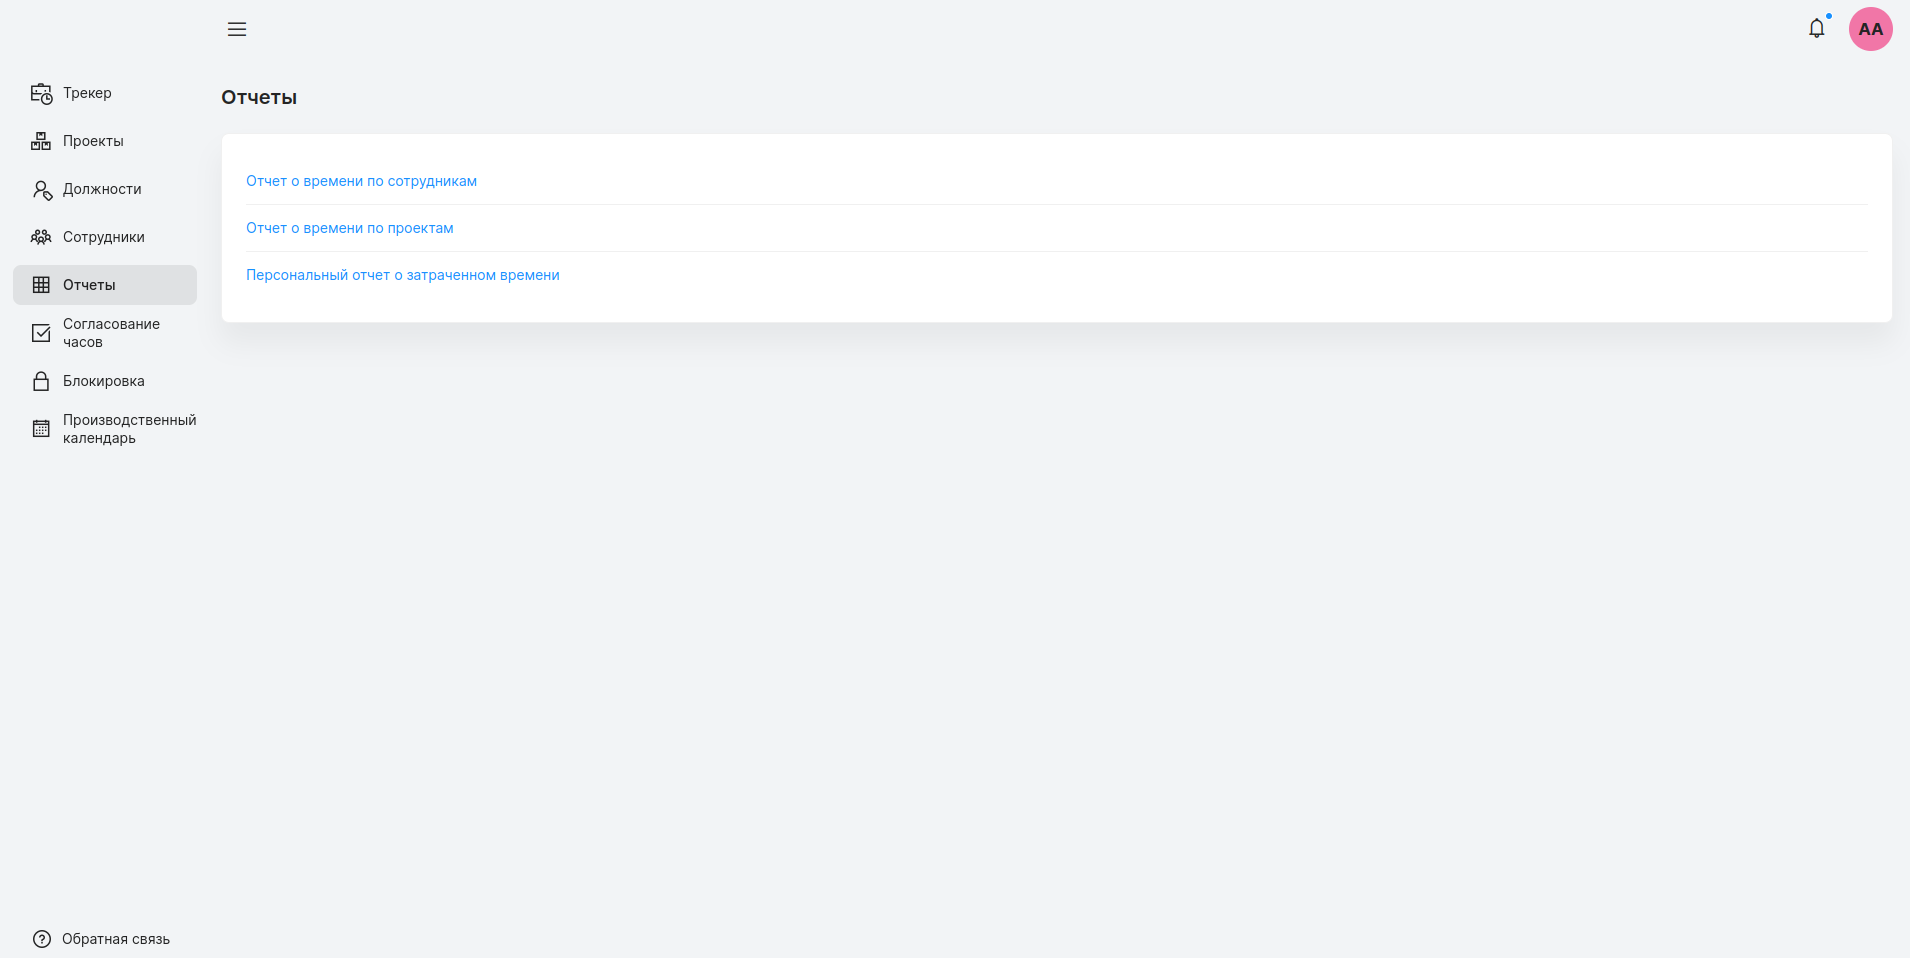 AA
Трекер
Проекты
Должности
Сотрудники
Отчеты
Согласование
часов
Блокировка
Производственный
календарь
Обратная связь
Отчеты
Отчет о времени по сотрудникам
Отчет о времени по проектам
Персональный отчет о затраченном времени